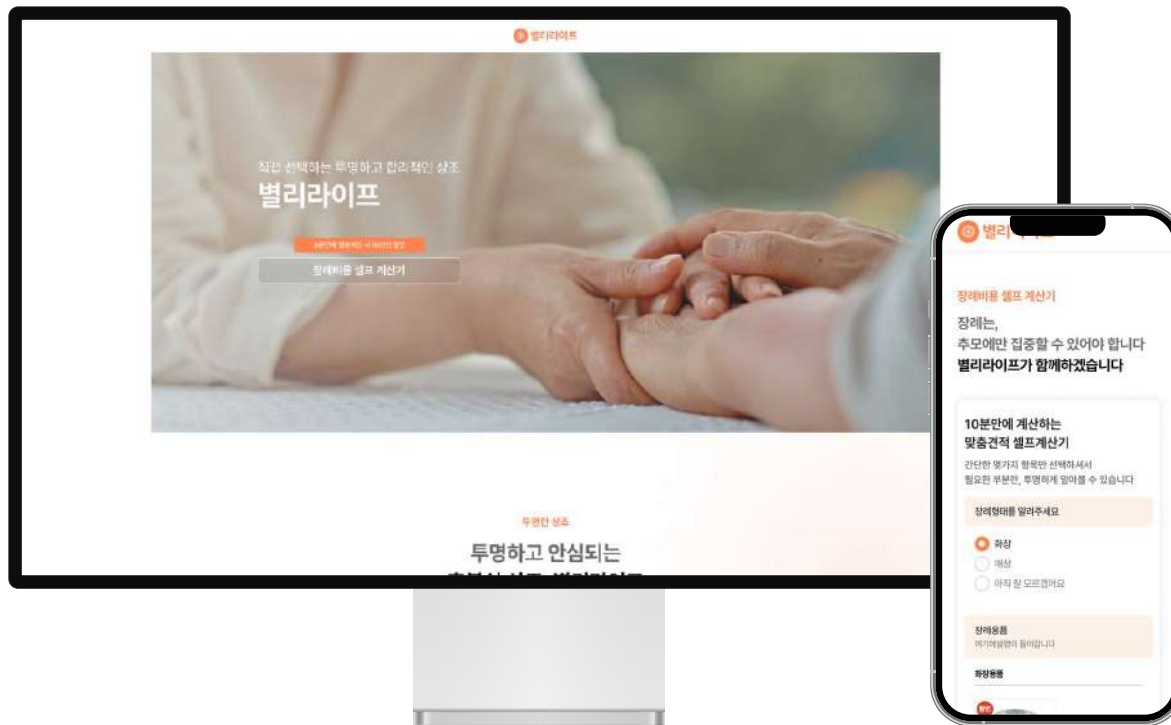 별리라이프
직접 선택하는 투명하고 합리적인 상조
별리라이프
장례비용 셀프 계산기
투명한 상조
투명하고 안심되는
별리
장례비용 셀프 계산기
장례는,
추모에만 집중할 수 있어야 합니다
별리라이프가 함께하겠습니다
10분만에 계산하는
맞춤견적 셀프계산기
간단한 몇가지 항목만 선택하셔서
필요한 부분만, 투명하게 알아볼 수 있습니다
장례형태를 알려주세요
화장
매장
아직 잘 모르겠어요
장례용품
여기에설명이 들어갑니다
화장용품
할인